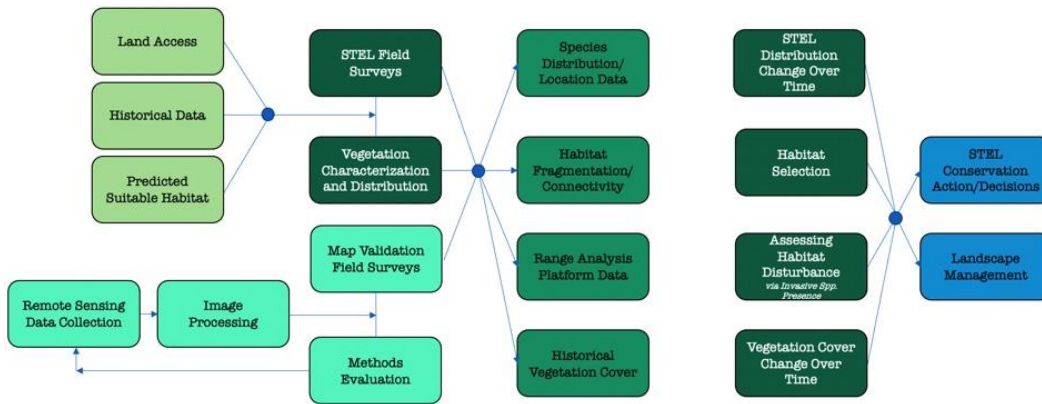 Land Access
Historical Data
Predicted
Suitable Habitat
Remote Sensing
Data Collection
Image
Processing
STEL Field
Surveys
Vegetation
Characterization
and Distribution
Map Validation
Field Surveys
Methods
Evaluation
Species
Distribution/
Location Data
Habitat
Fragmentation/
Connectivity
Range Analysis
Platform Data
Historical
Vegetation Cover
STEL
Distribution
Change Over
Time
Habitat
Selection
Assessing
Habitat
Disturbance
via Invasive Spp.
Presence
Vegetation Cover
Change Over
Time
STEL
Conservation
Action/Decisions
Landscape
Management